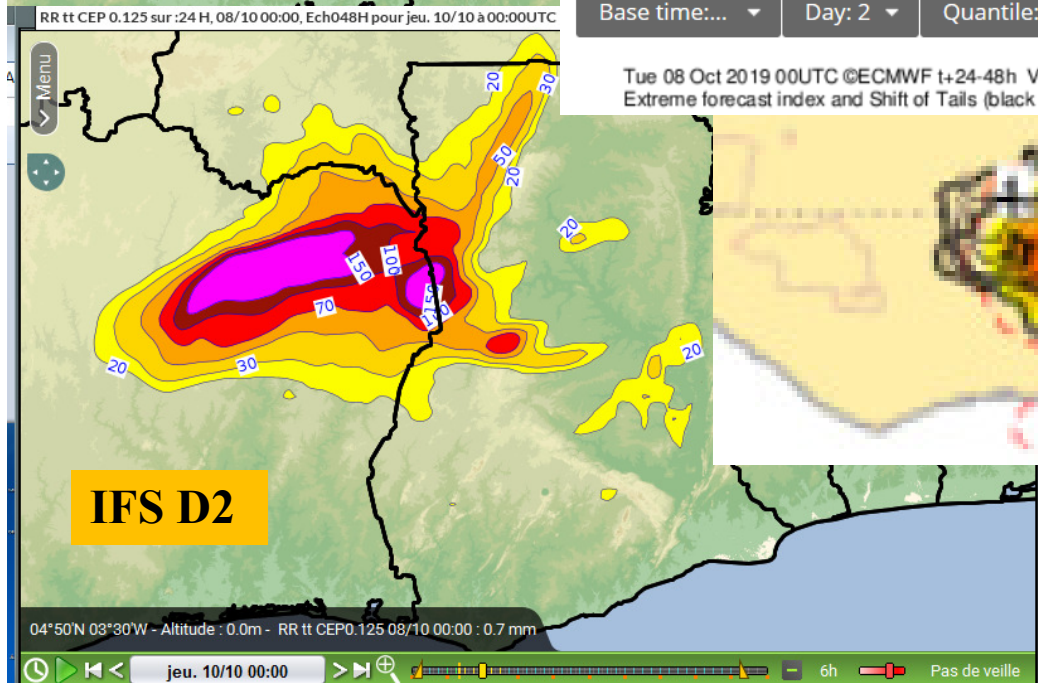 RR tt CEP 0.125 sur :24 H, 08/10 00:00, Ech048H pour jeu. 10/10 à 00:00UTC
Base time:... Day: 2 Quantile:
Tue 08 Oct 2019 00UTC ©ECMWF t+24-48h V
Extreme forecast index and Shift of Tails (black
Menu
20
30
50
20
20
150
100
150
100
70
20
30
20
IFS D2
04°50'N 03°30'W - Altitude : 0.0m - RR tt CEP0.125 08/10 00:00 : 0.7 mm
jeu. 10/10 00:00 6h Pas de veille